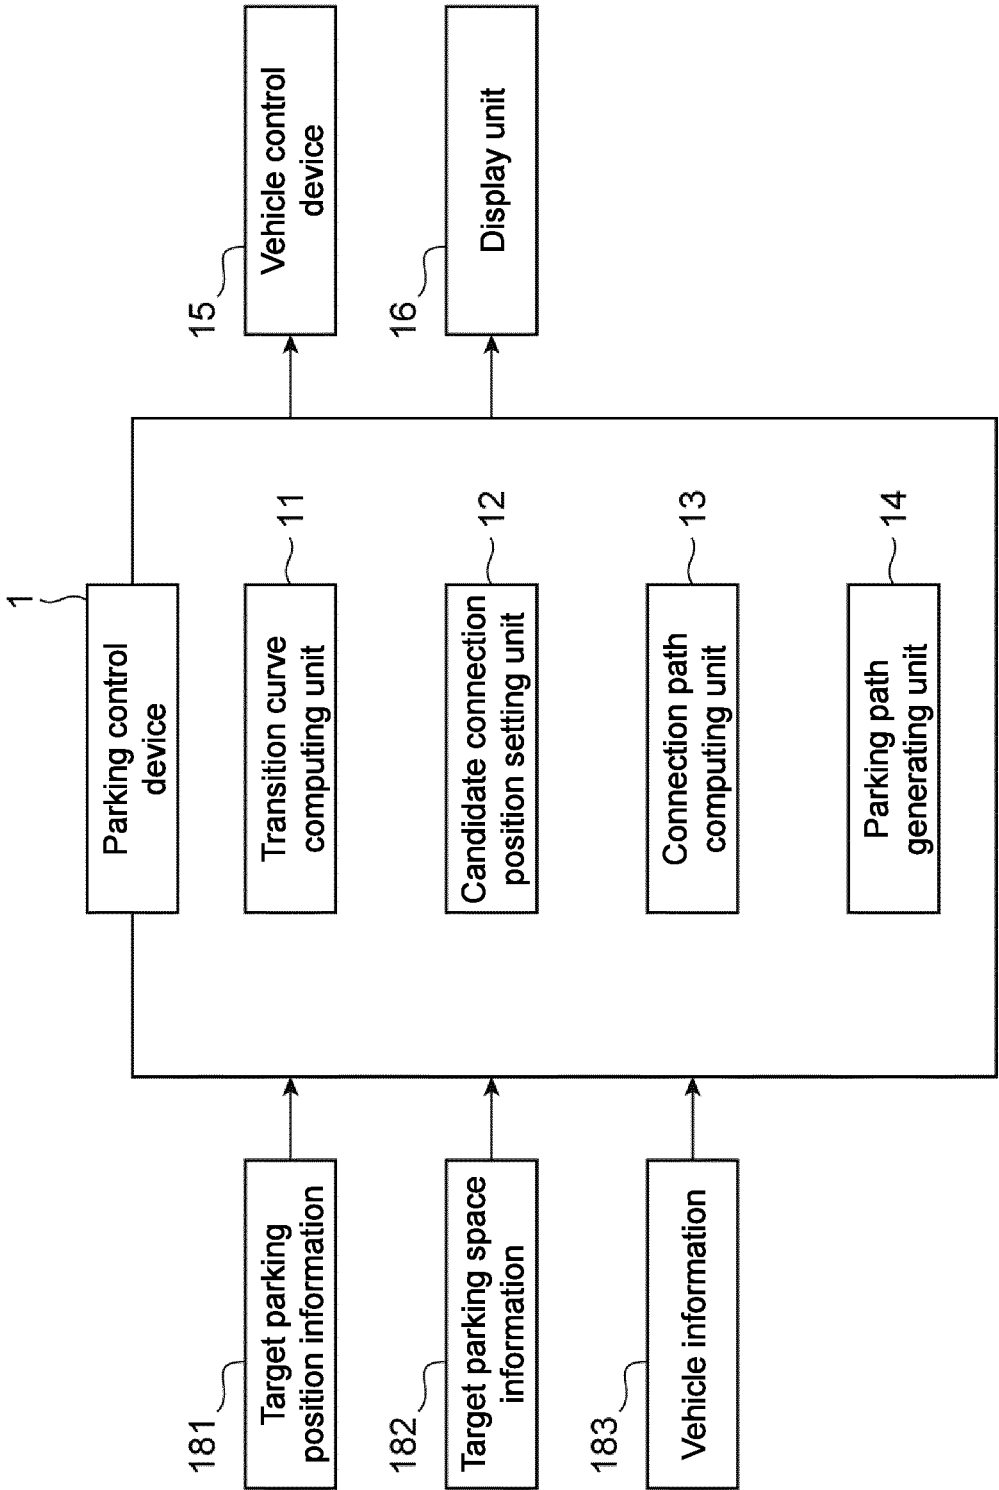 1
Parking control
device
181
Target parking
position information
182
Target parking space
information
183
Vehicle information
11
Transition curve
computing unit
12
Candidate connection
position setting unit
13
Connection path
computing unit
14
Parking path
generating unit
15
Vehicle control
device
16
Display unit